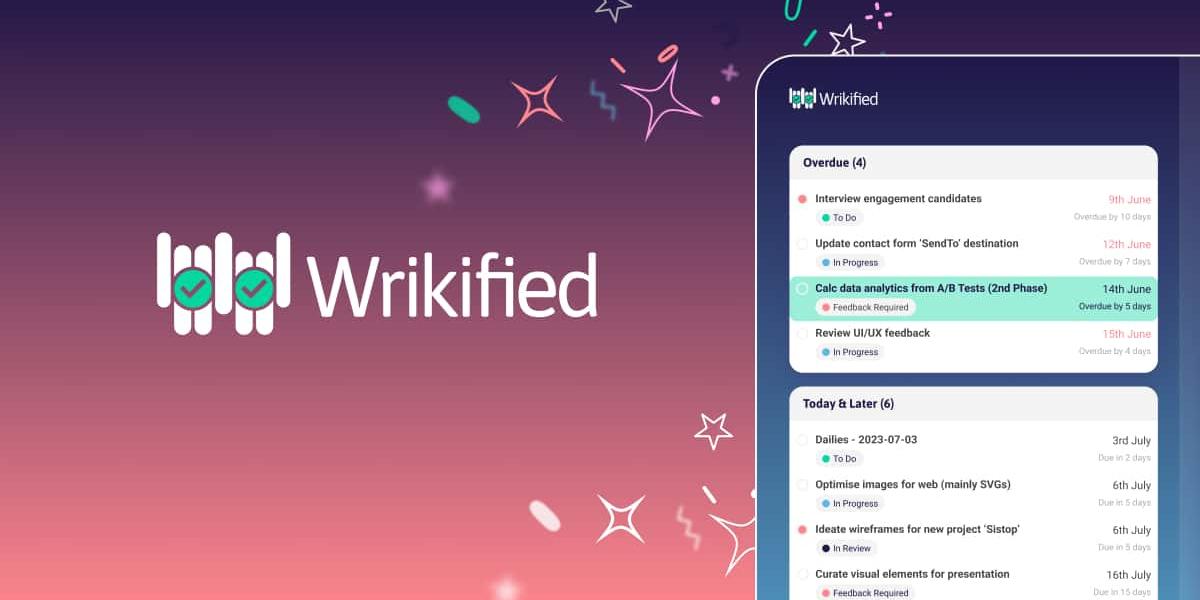 Wrikified
Wrikified
Overdue (4)
Interview engagement candidates 9th June
To Do Overdue by 10 days
Update contact form 'SendTo' destination 12th June
In Progress Overdue by 7 days
Calc data analytics from A/B Tests (2nd Phase) 14th June
Feedback Required Overdue by 5 days
Review UI/UX feedback 15th June
In Progress Overdue by 4 days
Today & Later (6)
Dailies - 2023-07-03 3rd July
To Do Due in 2 days
Optimise images for web (mainly SVGs) 6th July
In Progress Due in 5 days
Ideate wireframes for new project 'Sistop' 6th July
In Review Due in 5 days
Curate visual elements for presentation 16th July
Feedback Required Due in 15 days